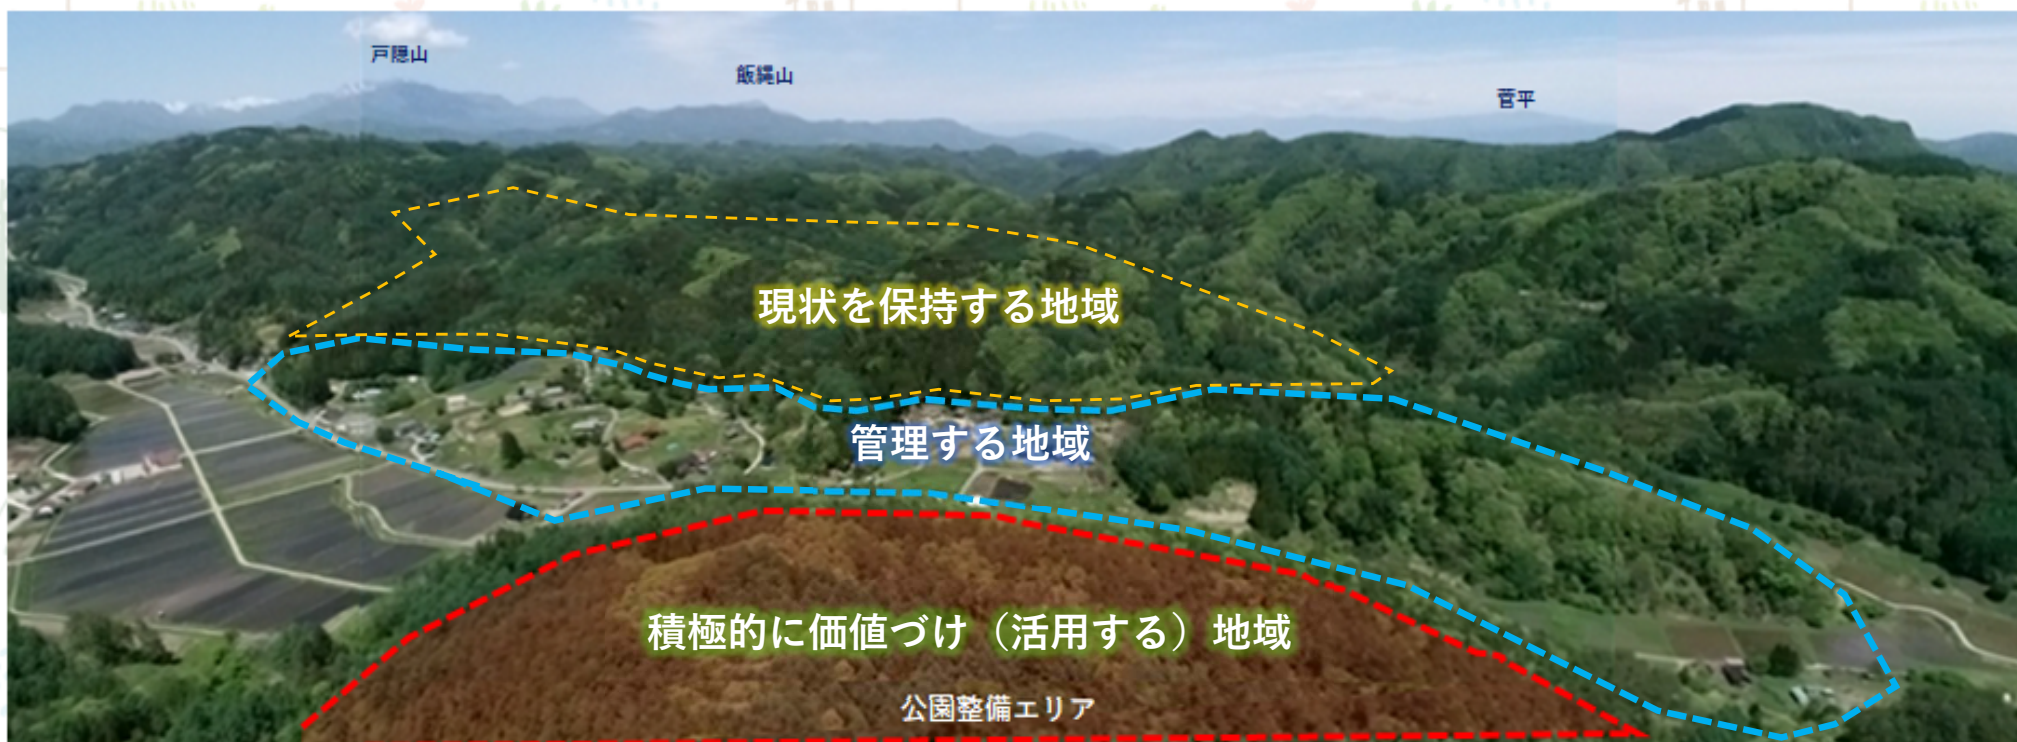 戸隠山
飯縄山
菅平
現状を保持する地域
管理する地域
積極的に価値づけ（活用する）地域
公園整備エリア